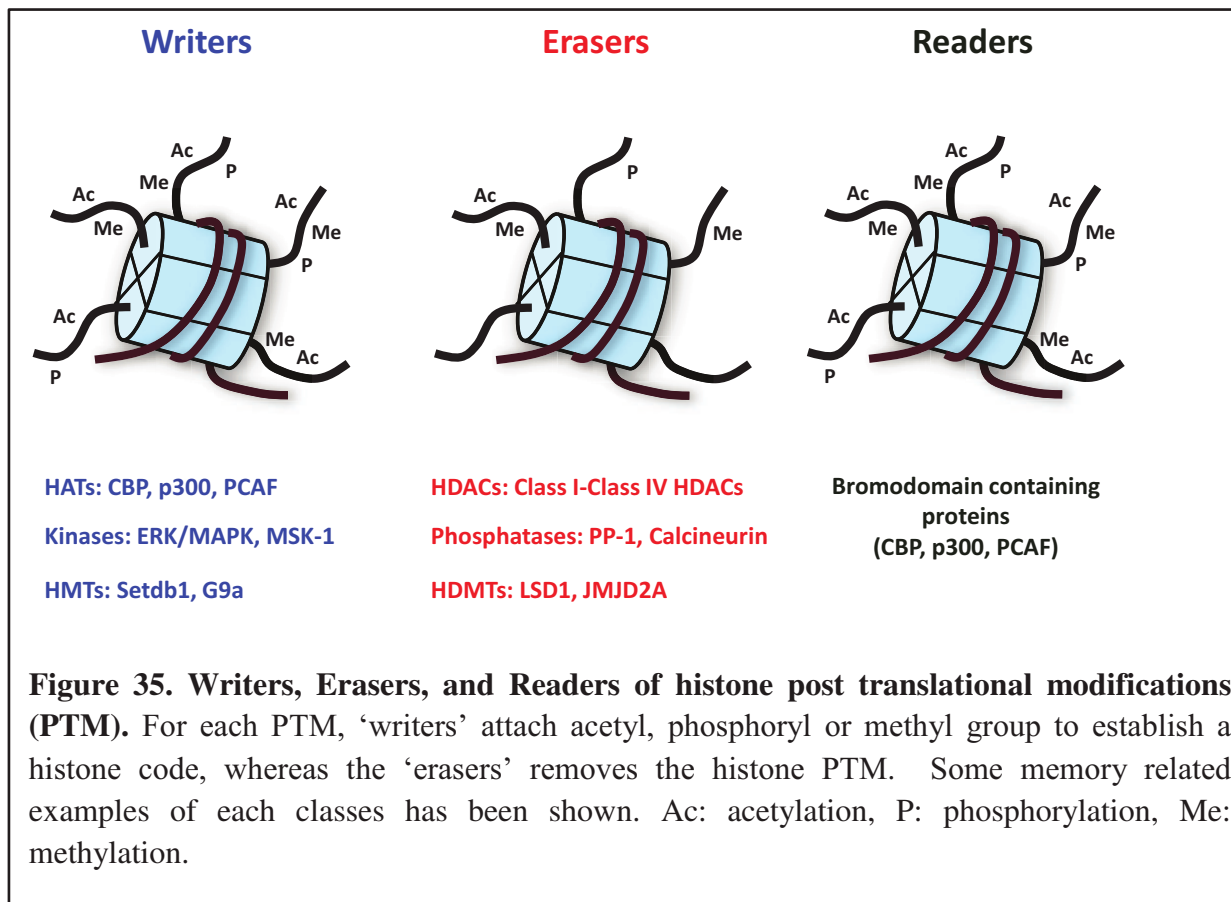 Writers Erasers Readers
Ac P Me Ac Me Ac Me P Ac P Me Ac
P Ac Me Me
Ac P Me Ac Me Ac Me P Ac P Me Ac
HATs: CBP, p300, PCAF
Kinases: ERK/MAPK, MSK-1
HMTs: Setdb1, G9a
HDACs: Class I-Class IV HDACs
Phosphatases: PP-1, Calcineurin
HDMTs: LSD1, JMJD2A
Bromodomain containing
proteins
(CBP, p300, PCAF)
Figure 35. Writers, Erasers, and Readers of histone post translational modifications
(PTM). For each PTM, ‘writers’ attach acetyl, phosphoryl or methyl group to establish a
histone code, whereas the ‘erasers’ removes the histone PTM. Some memory related
examples of each classes has been shown. Ac: acetylation, P: phosphorylation, Me:
methylation.